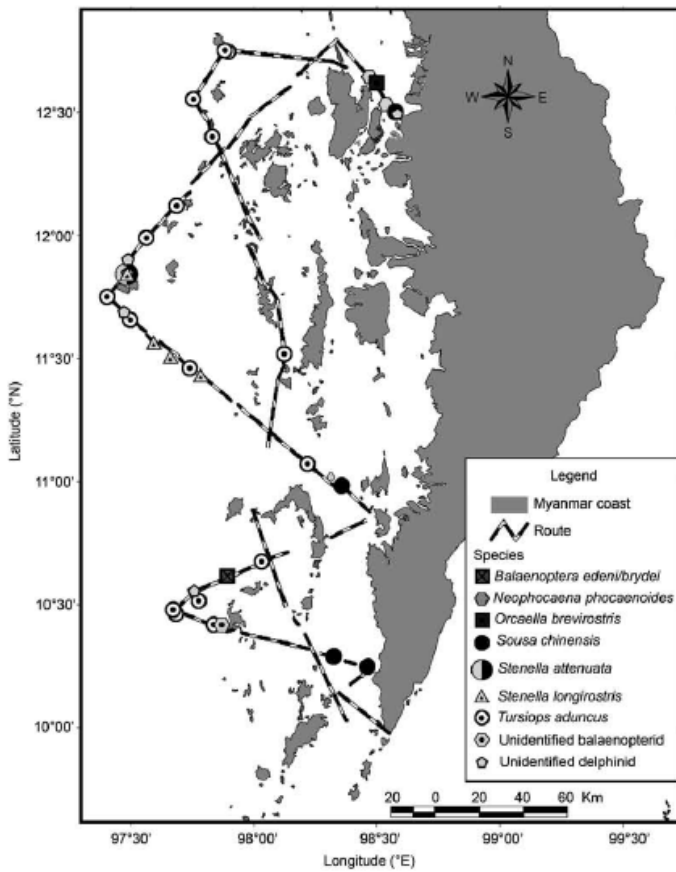 12°30'
12°00'
11°30'
11°00'
10°30'
10°00'
Latitude (°N)
N
W E
S
Legend
Myanmar coast
Route
Species
Balaenoptera edeni/brydei
Neophocaena phocaenoides
Orcaella brevirostris
Sousa chinensis
Stenella attenuata
Stenella longirostris
Tursiops aduncus
Unidentified balaenopterid
Unidentified delphinid
20 0 20 40 60 Km
97°30' 98°00' 98°30' 99°00' 99°30'
Longitude (°E)